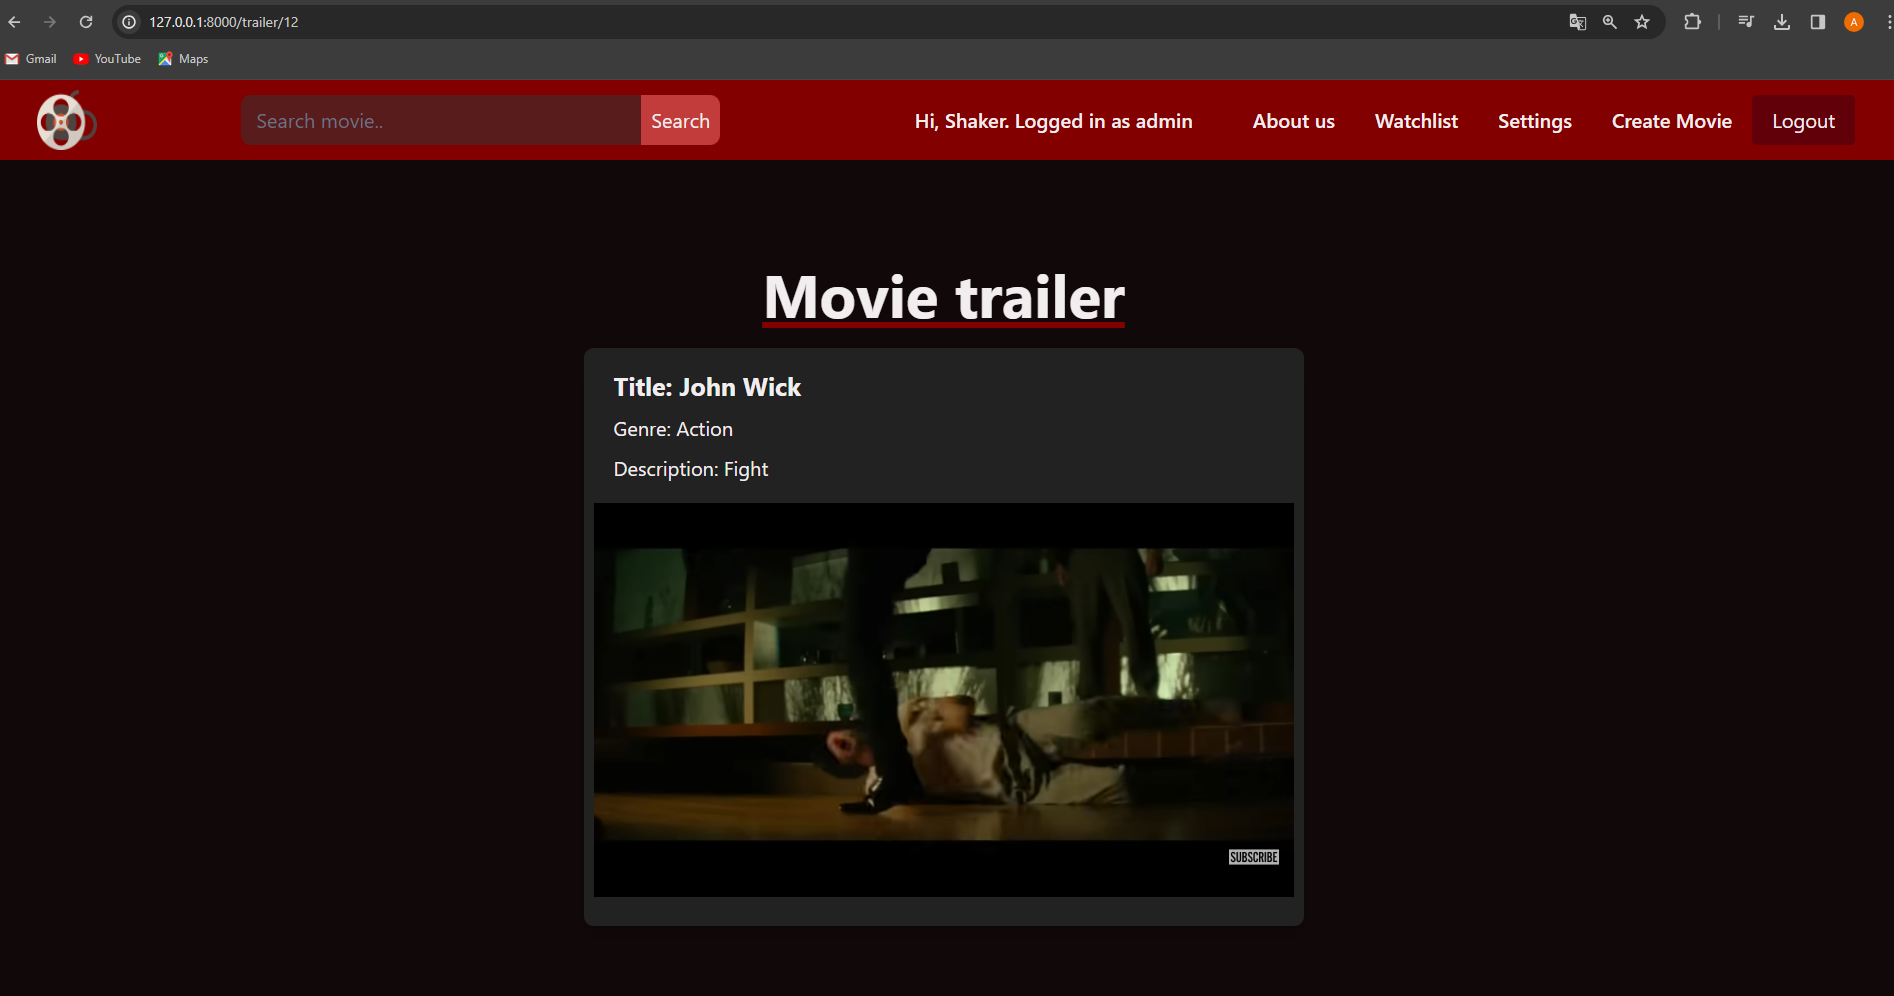 127.0.0.1:8000/trailer/12
A
Gmail YouTube Maps
Search movie.. Search Hi, Shaker. Logged in as admin About us Watchlist Settings Create Movie Logout
Movie trailer
Title: John Wick
Genre: Action
Description: Fight
SUBSCRIBE